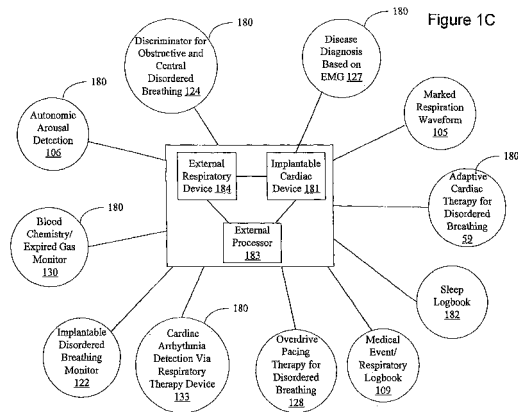 Figure 1C
180
180
Discriminator for
Obstructive and
Central
Disordered
Breathing 124
Disease
Diagnosis
Based on
EMG 127
180
Autonomic
Arousal
Detection
106
Marked
Respiration
Waveform
105
180
External
Respiratory
Device 184
Implantable
Cardiac
Device 181
External
Processor
183
Adaptive
Cardiac
Therapy for
Disordered
Breathing
59
180
Blood
Chemistry/
Expired Gas
Monitor
130
Sleep
Logbook
182
180
Implantable
Disordered
Breathing
Monitor
122
Cardiac
Arrhythmia
Detection Via
Respiratory
Therapy Device
133
Overdrive
Pacing
Therapy for
Disordered
Breathing
128
Medical
Event/
Respiratory
Logbook
109